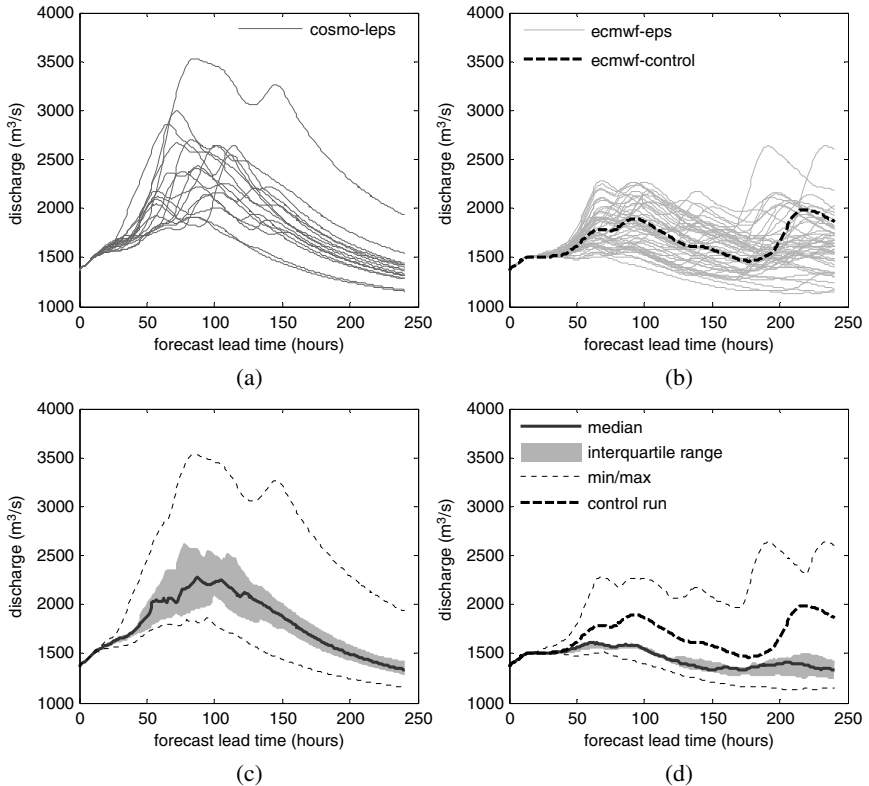 4000
3500
3000
2500
2000
1500
1000
discharge (m³/s)
cosmo-leps
0 50 100 150 200 250
forecast lead time (hours)
(a)
4000
3500
3000
2500
2000
1500
1000
discharge (m³/s)
ecmwf-eps
ecmwf-control
0 50 100 150 200 250
forecast lead time (hours)
(b)
4000
3500
3000
2500
2000
1500
1000
discharge (m³/s)
0 50 100 150 200 250
forecast lead time (hours)
(c)
4000
3500
3000
2500
2000
1500
1000
discharge (m³/s)
median
interquartile range
min/max
control run
0 50 100 150 200 250
forecast lead time (hours)
(d)